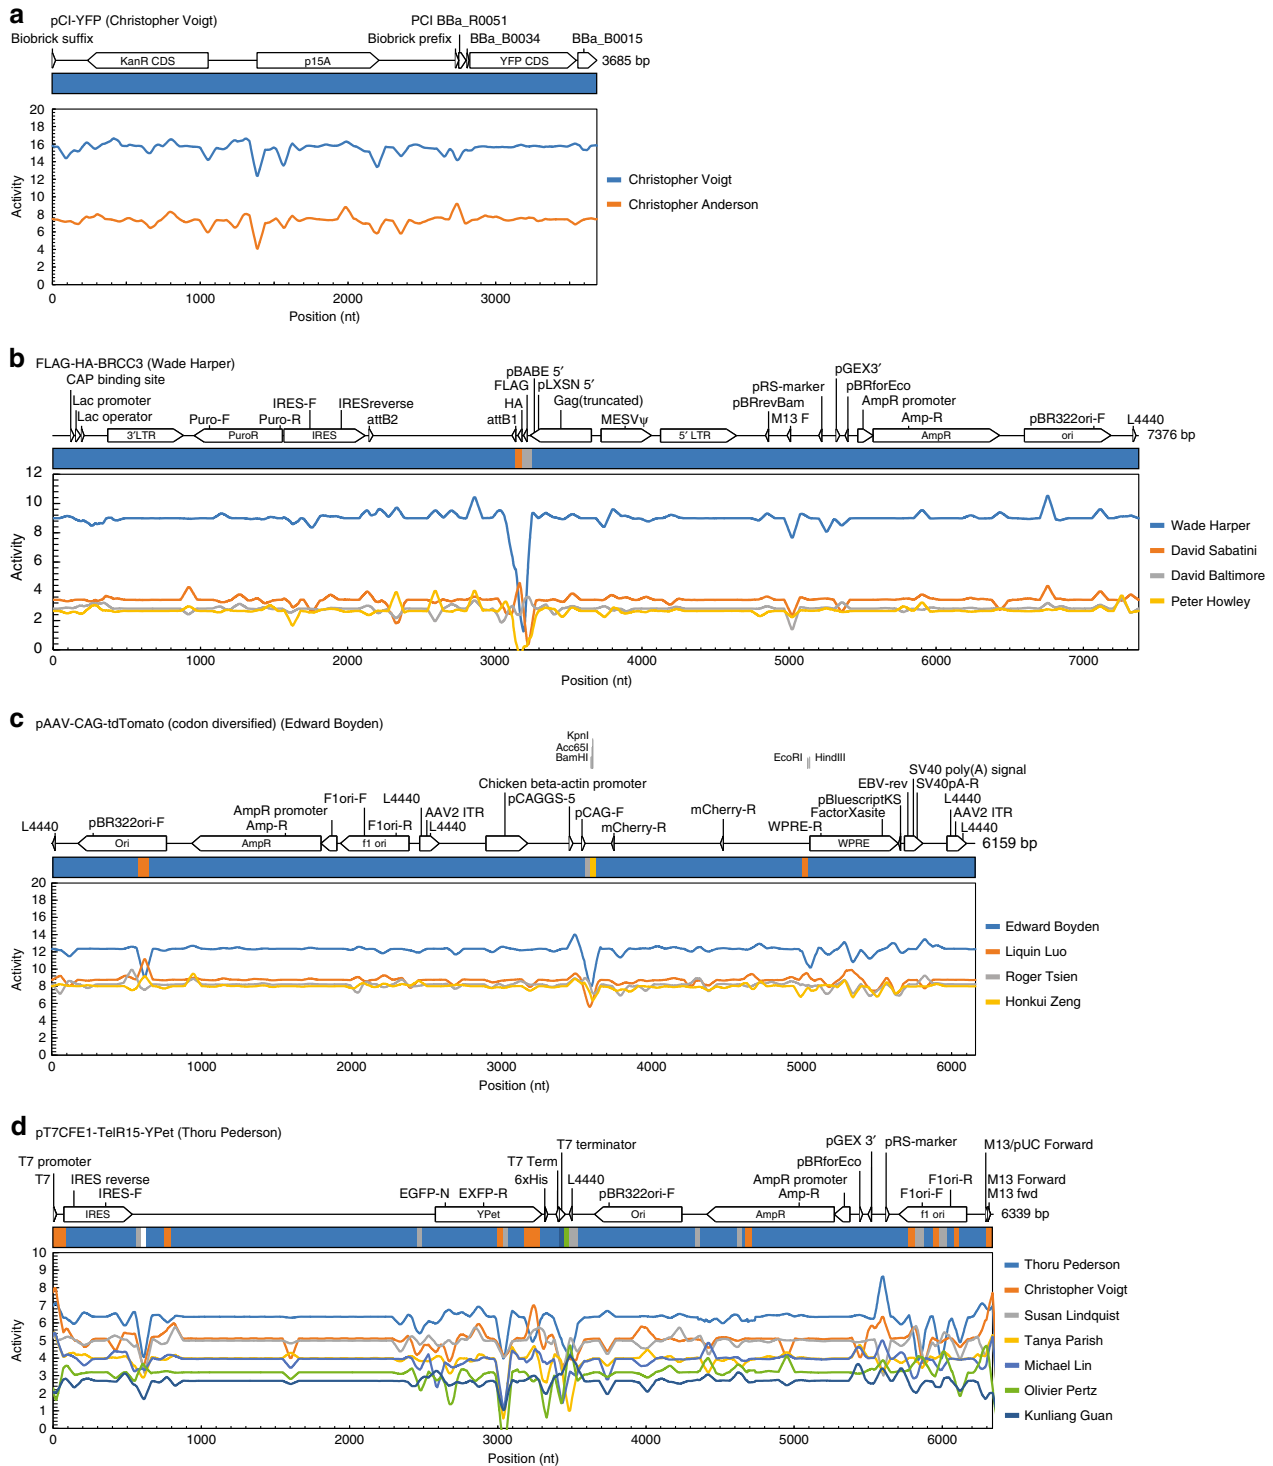 a
pCI-YFP (Christopher Voigt)
PCI BBa_R0051
Biobrick suffix
Biobrick prefix
BBa_B0034
BBa_B0015
KanR CDS
p15A
YFP CDS
3685 bp
20
18
16
14
12
10
8
6
4
2
0
Activity
0
1000
2000
3000
Position (nt)
Christopher Voigt
Christopher Anderson
b
FLAG-HA-BRCC3 (Wade Harper)
CAP binding site
Lac promoter
Lac operator
Puro-F
Puro-R
IRES-F
IRESreverse
attB2
attB1
HA
FLAG
pBABE 5′
pLXSN 5′
Gag(truncated)
MESVψ
pBRrevBam
pRS-marker
M13 F
pGEX3′
pBRforEco
AmpR promoter
Amp-R
pBR322ori-F
L4440
3′LTR
PuroR
IRES
5′ LTR
AmpR
ori
7376 bp
12
10
8
6
4
2
0
Activity
0
1000
2000
3000
4000
5000
6000
7000
Position (nt)
Wade Harper
David Sabatini
David Baltimore
Peter Howley
c
pAAV-CAG-tdTomato (codon diversified) (Edward Boyden)
KpnI
Acc65I
BamHI
EcoRI
HindIII
L4440
pBR322ori-F
AmpR promoter
Amp-R
F1ori-F
F1ori-R
L4440
AAV2 ITR
L4440
Chicken beta-actin promoter
pCAGGS-5
pCAG-F
mCherry-R
mCherry-R
WPRE-R
pBluescriptKS
FactorXasite
EBV-rev
SV40 poly(A) signal
SV40pA-R
L4440
AAV2 ITR
L4440
Ori
AmpR
f1 ori
WPRE
6159 bp
20
18
16
14
12
10
8
6
4
2
0
Activity
0
1000
2000
3000
4000
5000
6000
Position (nt)
Edward Boyden
Liquin Luo
Roger Tsien
Honkui Zeng
d
pT7CFE1-TelR15-YPet (Thoru Pederson)
T7 promoter
T7
IRES reverse
IRES-F
EGFP-N
EXFP-R
6xHis
T7 Term
T7 terminator
L4440
pBR322ori-F
AmpR promoter
Amp-R
pBRforEco
pGEX 3′
pRS-marker
F1ori-F
F1ori-R
M13/pUC Forward
M13 Forward
M13 fwd
IRES
YPet
Ori
AmpR
f1 ori
6339 bp
10
9
8
7
6
5
4
3
2
1
0
Activity
0
1000
2000
3000
4000
5000
6000
Position (nt)
Thoru Pederson
Christopher Voigt
Susan Lindquist
Tanya Parish
Michael Lin
Olivier Pertz
Kunliang Guan